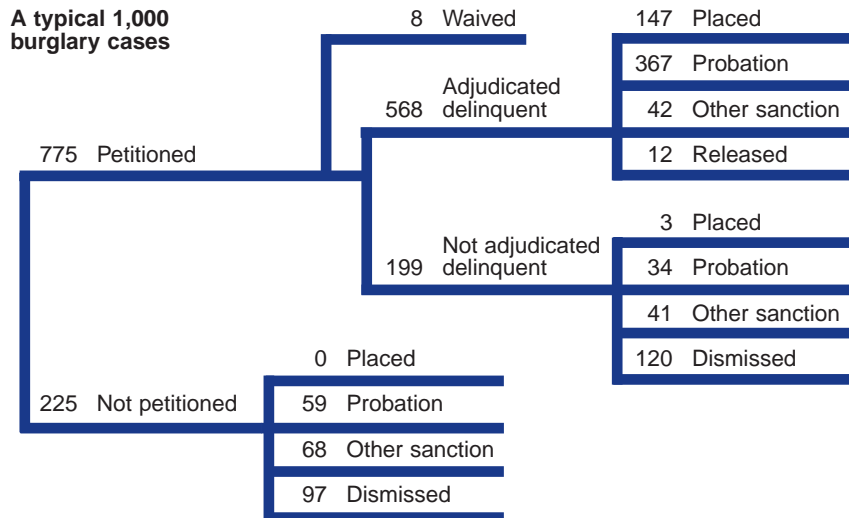 A typical 1,000
burglary cases
8 Waived
147 Placed
367 Probation
568 Adjudicated
delinquent
42 Other sanction
12 Released
775 Petitioned
3 Placed
199 Not adjudicated
delinquent
34 Probation
41 Other sanction
120 Dismissed
0 Placed
225 Not petitioned
59 Probation
68 Other sanction
97 Dismissed